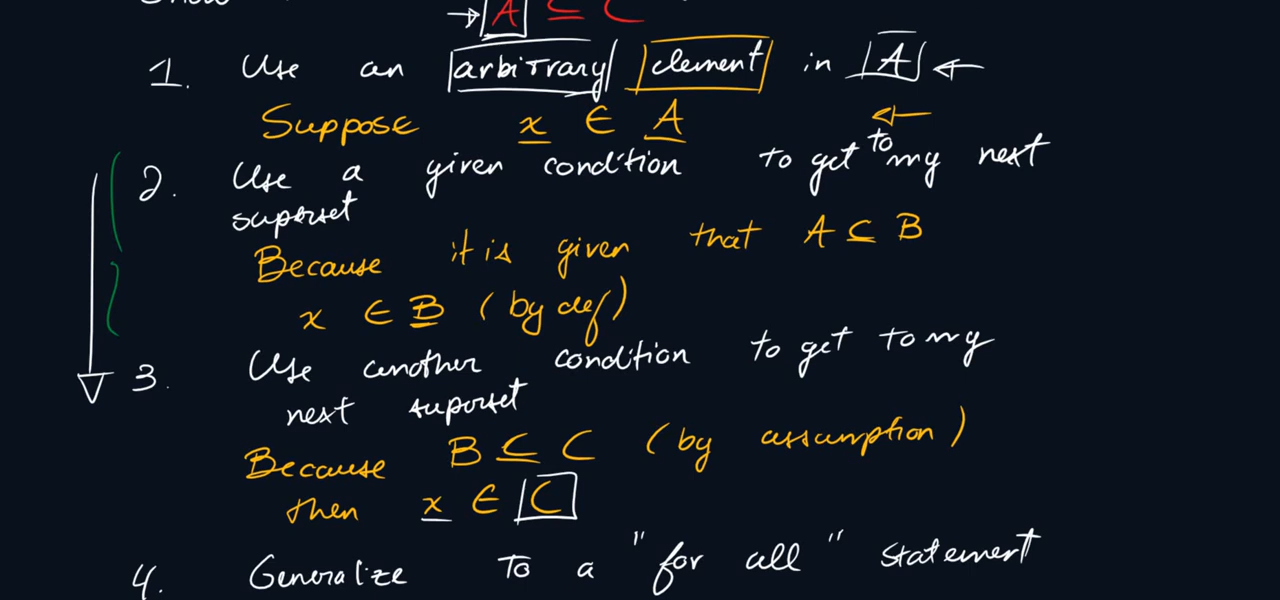 Show
→ A ⊆ C
1. Use an arbitrary element in A ←
Suppose x ∈ A ←
2. Use a given condition to get to my next
superset
Because it is given that A ⊆ B
x ∈ B (by def)
3. Use another condition to get to my
next superset
Because B ⊆ C (by assumption)
then x ∈ C
4. Generalize to a "for all" statement